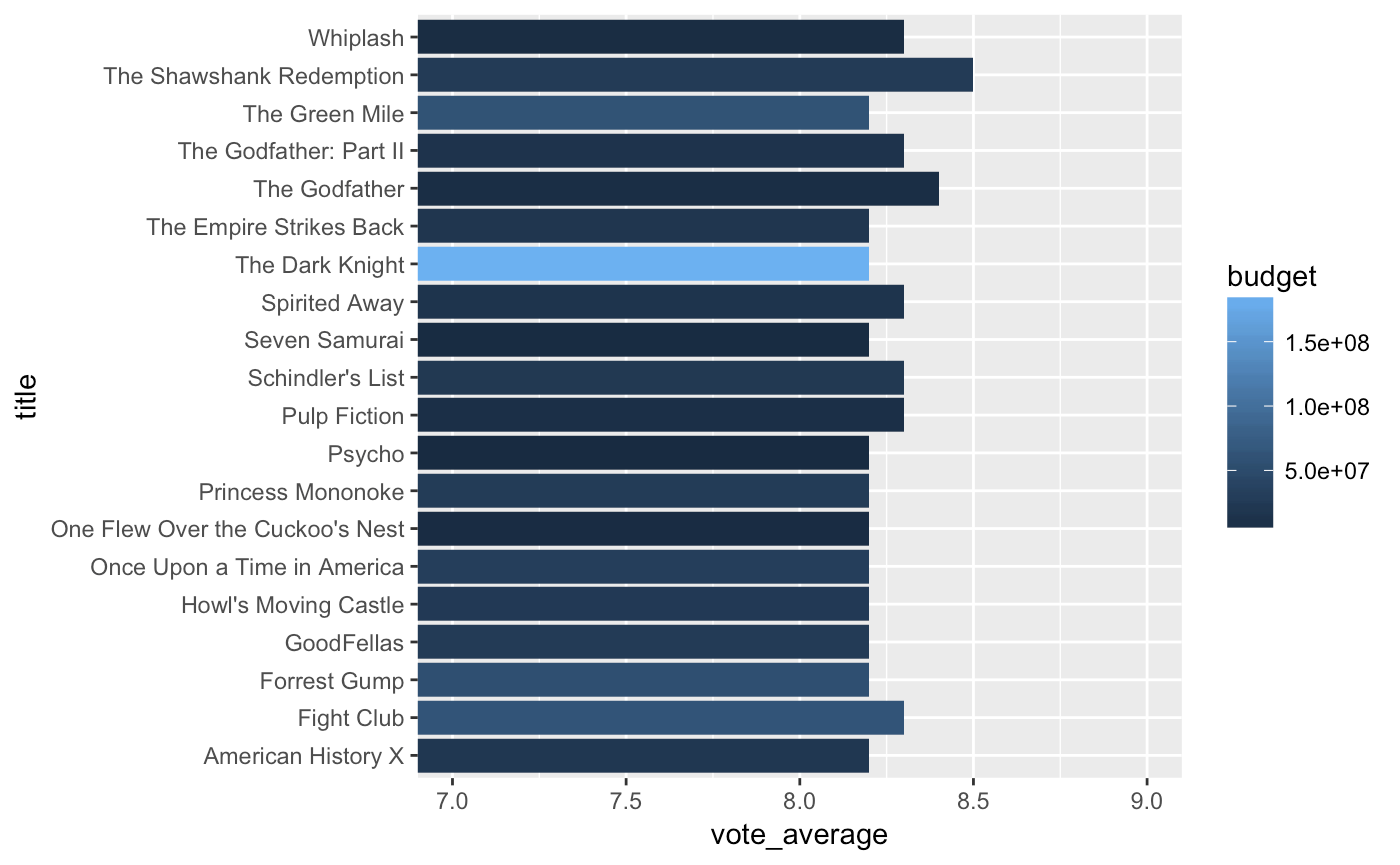 Whiplash
The Shawshank Redemption
The Green Mile
The Godfather: Part II
The Godfather
The Empire Strikes Back
The Dark Knight
Spirited Away
Seven Samurai
Schindler's List
Pulp Fiction
Psycho
Princess Mononoke
One Flew Over the Cuckoo's Nest
Once Upon a Time in America
Howl's Moving Castle
GoodFellas
Forrest Gump
Fight Club
American History X
title
7.0 7.5 8.0 8.5 9.0
vote_average
budget
1.5e+08
1.0e+08
5.0e+07